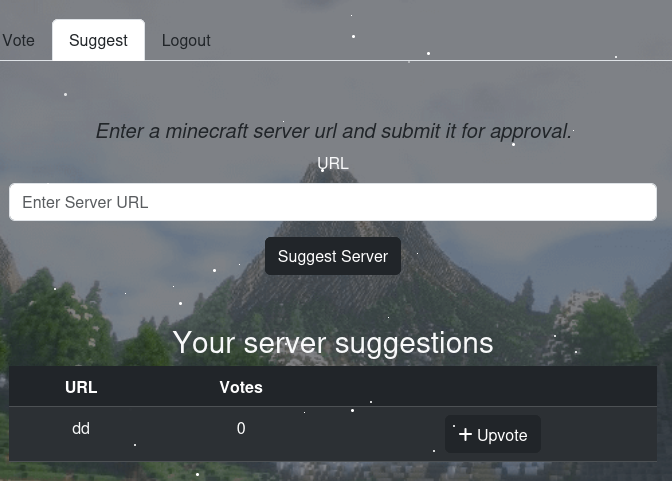 Vote Suggest Logout
Enter a minecraft server url and submit it for approval.
URL
Enter Server URL
Suggest Server
Your server suggestions
URL Votes
dd 0 + Upvote